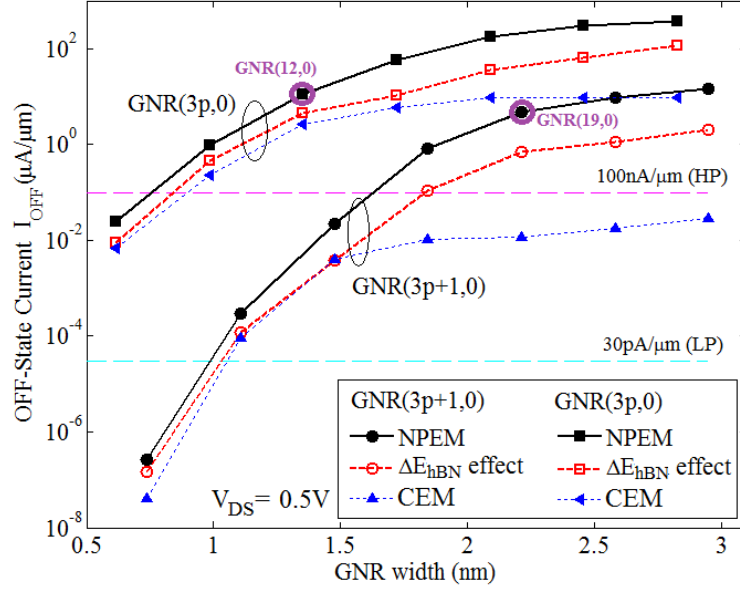 10²
10⁰
10⁻²
10⁻⁴
10⁻⁶
10⁻⁸
OFF-State Current I_OFF (µA/µm)
GNR(12,0)
GNR(3p,0)
GNR(19,0)
100nA/µm (HP)
GNR(3p+1,0)
30pA/µm (LP)
GNR(3p+1,0) GNR(3p,0)
NPEM NPEM
ΔE_hBN effect ΔE_hBN effect
CEM CEM
V_DS= 0.5V
0.5 1 1.5 2 2.5 3
GNR width (nm)